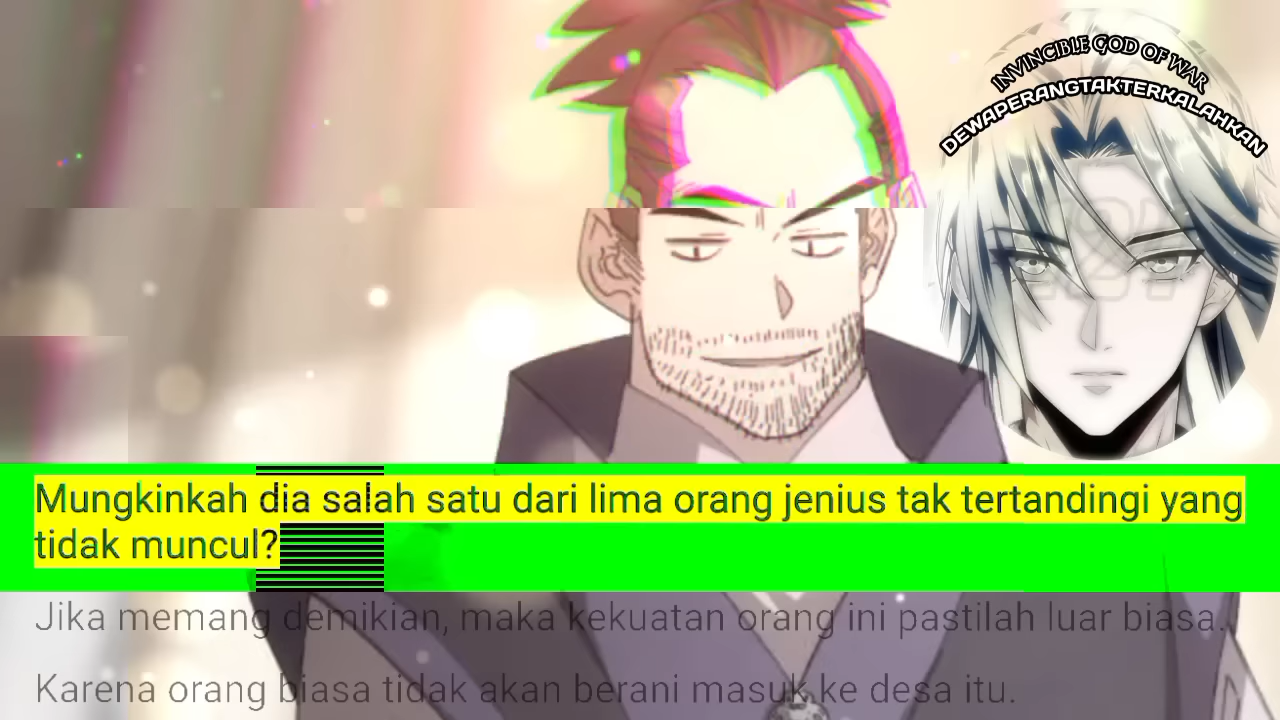 INVINCIBLE GOD OF WAR
DEWAPERANGTAKTERKALAHKAN
Mungkinkah dia salah satu dari lima orang jenius tak tertandingi yang
tidak muncul?
Jika memang demikian, maka kekuatan orang ini pastilah luar biasa.
Karena orang biasa tidak akan berani masuk ke desa itu.